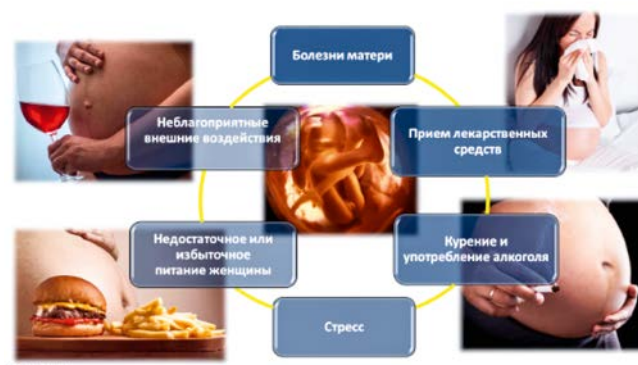 Болезни матери
Неблагоприятные
внешние воздействия
Прием лекарственных
средств
Недостаточное или
избыточное
питание женщины
Курение и
употребление алкоголя
Стресс